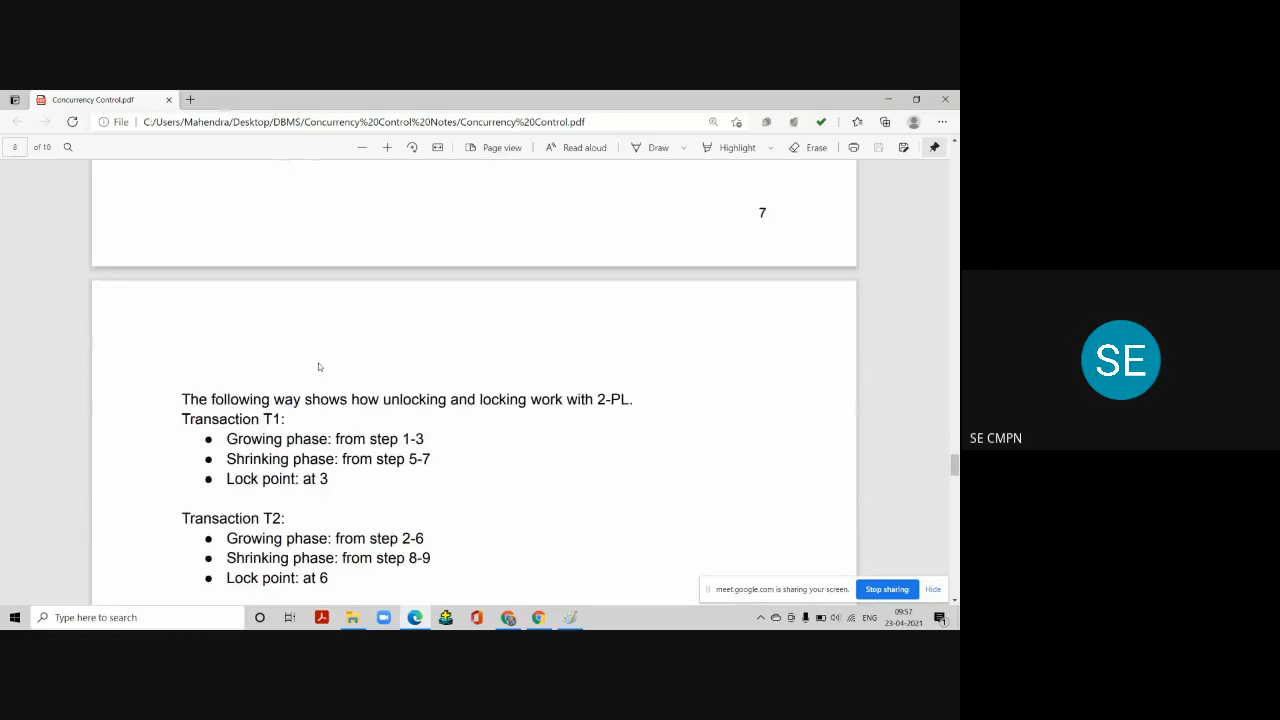 Concurrency Control.pdf
File
C:/Users/Mahendra/Desktop/DBMS/Concurrency%20Control%20Notes/Concurrency%20Control.pdf
8 of 10
Page view
Read aloud
Draw
Highlight
Erase
7
The following way shows how unlocking and locking work with 2-PL.
Transaction T1:
● Growing phase: from step 1-3
● Shrinking phase: from step 5-7
● Lock point: at 3
Transaction T2:
● Growing phase: from step 2-6
● Shrinking phase: from step 8-9
● Lock point: at 6
meet.google.com is sharing your screen.
Stop sharing
Hide
Type here to search
ENG
09:57
23-04-2021
SE
SE CMPN